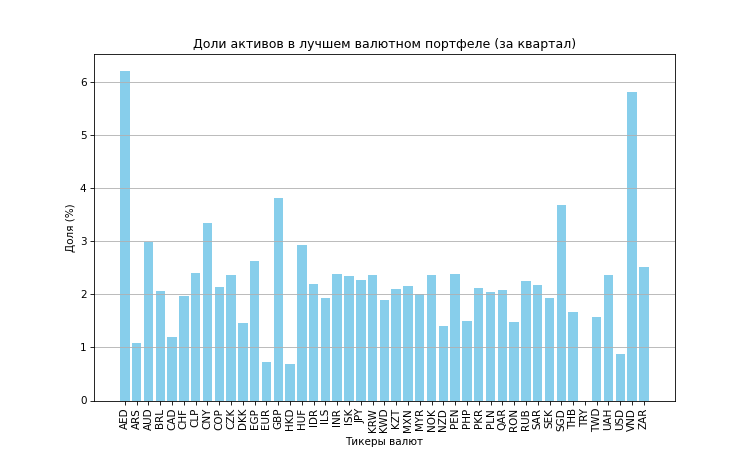 Доли активов в лучшем валютном портфеле (за квартал)
Доля (%)
6
5
4
3
2
1
0
AED ARS AUD BRL CAD CHF CLP CNY COP CZK DKK EGP EUR GBP HKD HUF IDR ILS INR ISK JPY KRW KWD KZT MXN MYR NOK NZD PEN PHP PKR PLN QAR RON RUB SAR SEK SGD THB TRY TWD UAH USD VND ZAR
Тикеры валют